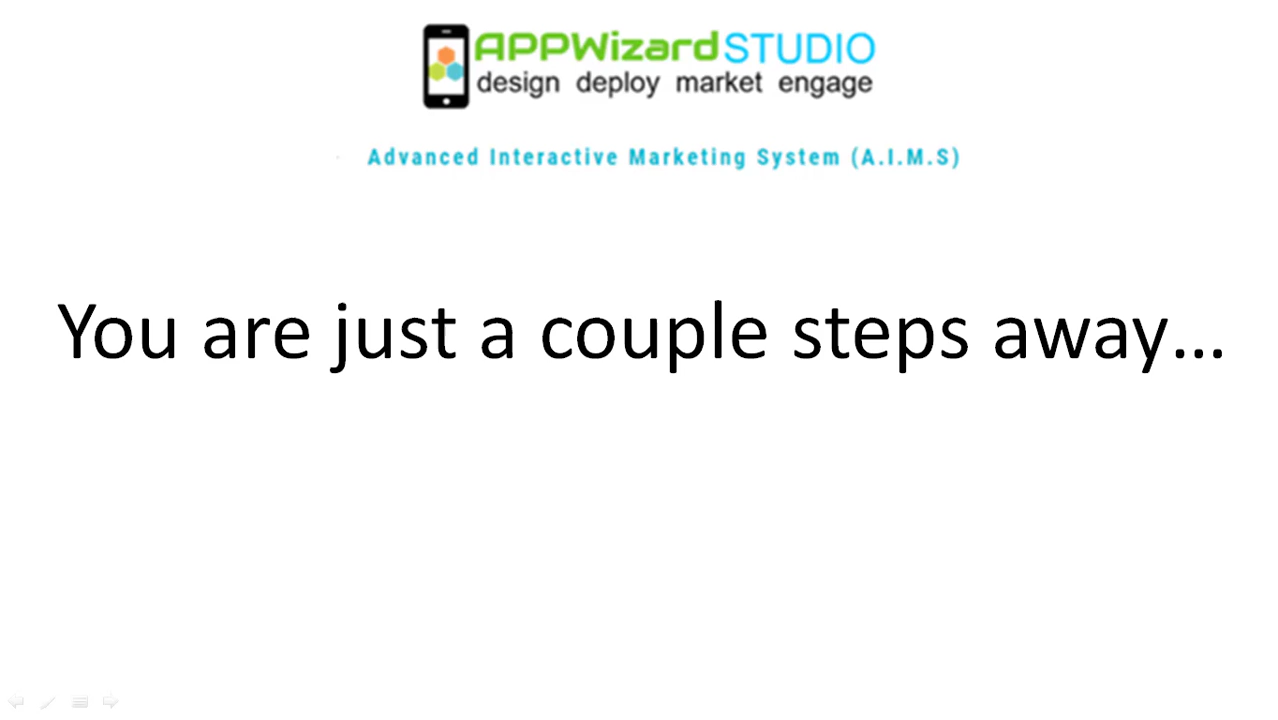 APPWizardSTUDIO
design deploy market engage
Advanced Interactive Marketing System (A.I.M.S)
You are just a couple steps away...